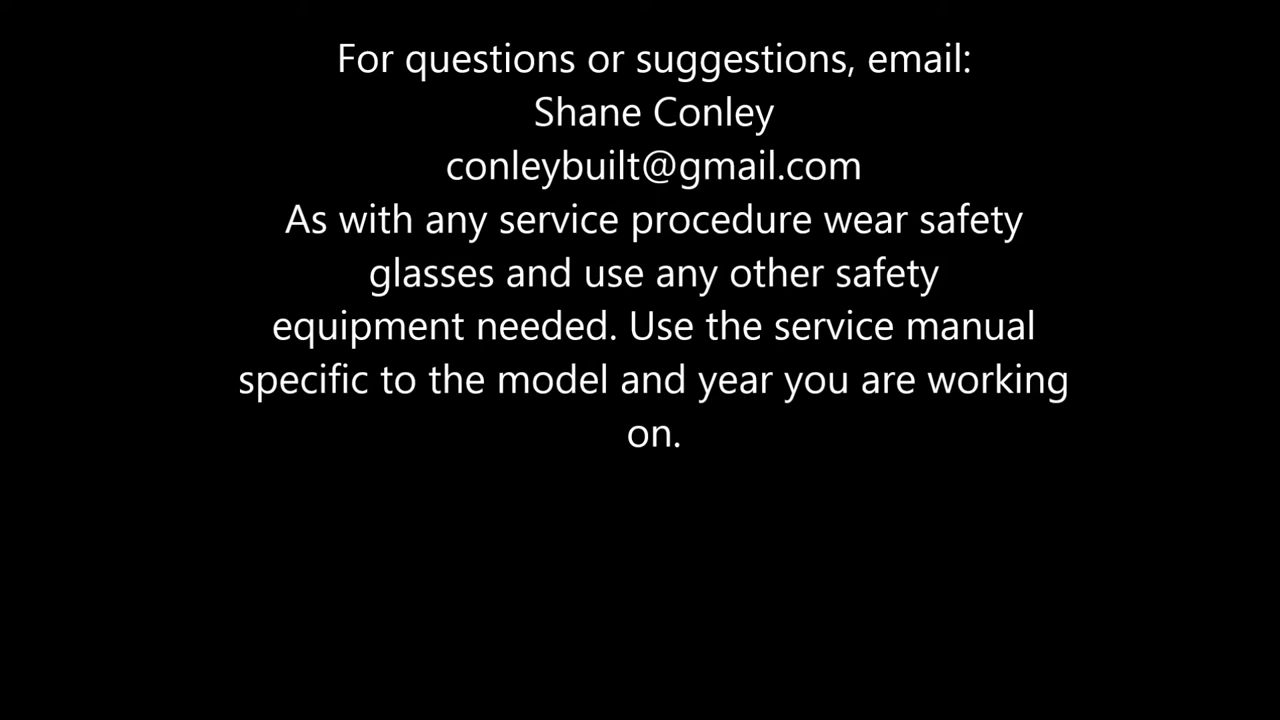 For questions or suggestions, email:
Shane Conley
conleybuilt@gmail.com
As with any service procedure wear safety
glasses and use any other safety
equipment needed. Use the service manual
specific to the model and year you are working
on.